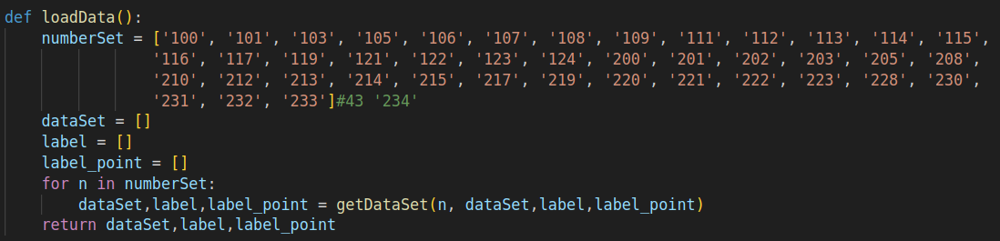 def loadData():
    numberSet = ['100', '101', '103', '105', '106', '107', '108', '109', '111', '112', '113', '114', '115',
                '116', '117', '119', '121', '122', '123', '124', '200', '201', '202', '203', '205', '208',
                '210', '212', '213', '214', '215', '217', '219', '220', '221', '222', '223', '228', '230',
                '231', '232', '233']#43 '234'
    dataSet = []
    label = []
    label_point = []
    for n in numberSet:
        dataSet,label,label_point = getDataSet(n, dataSet,label,label_point)
    return dataSet,label,label_point